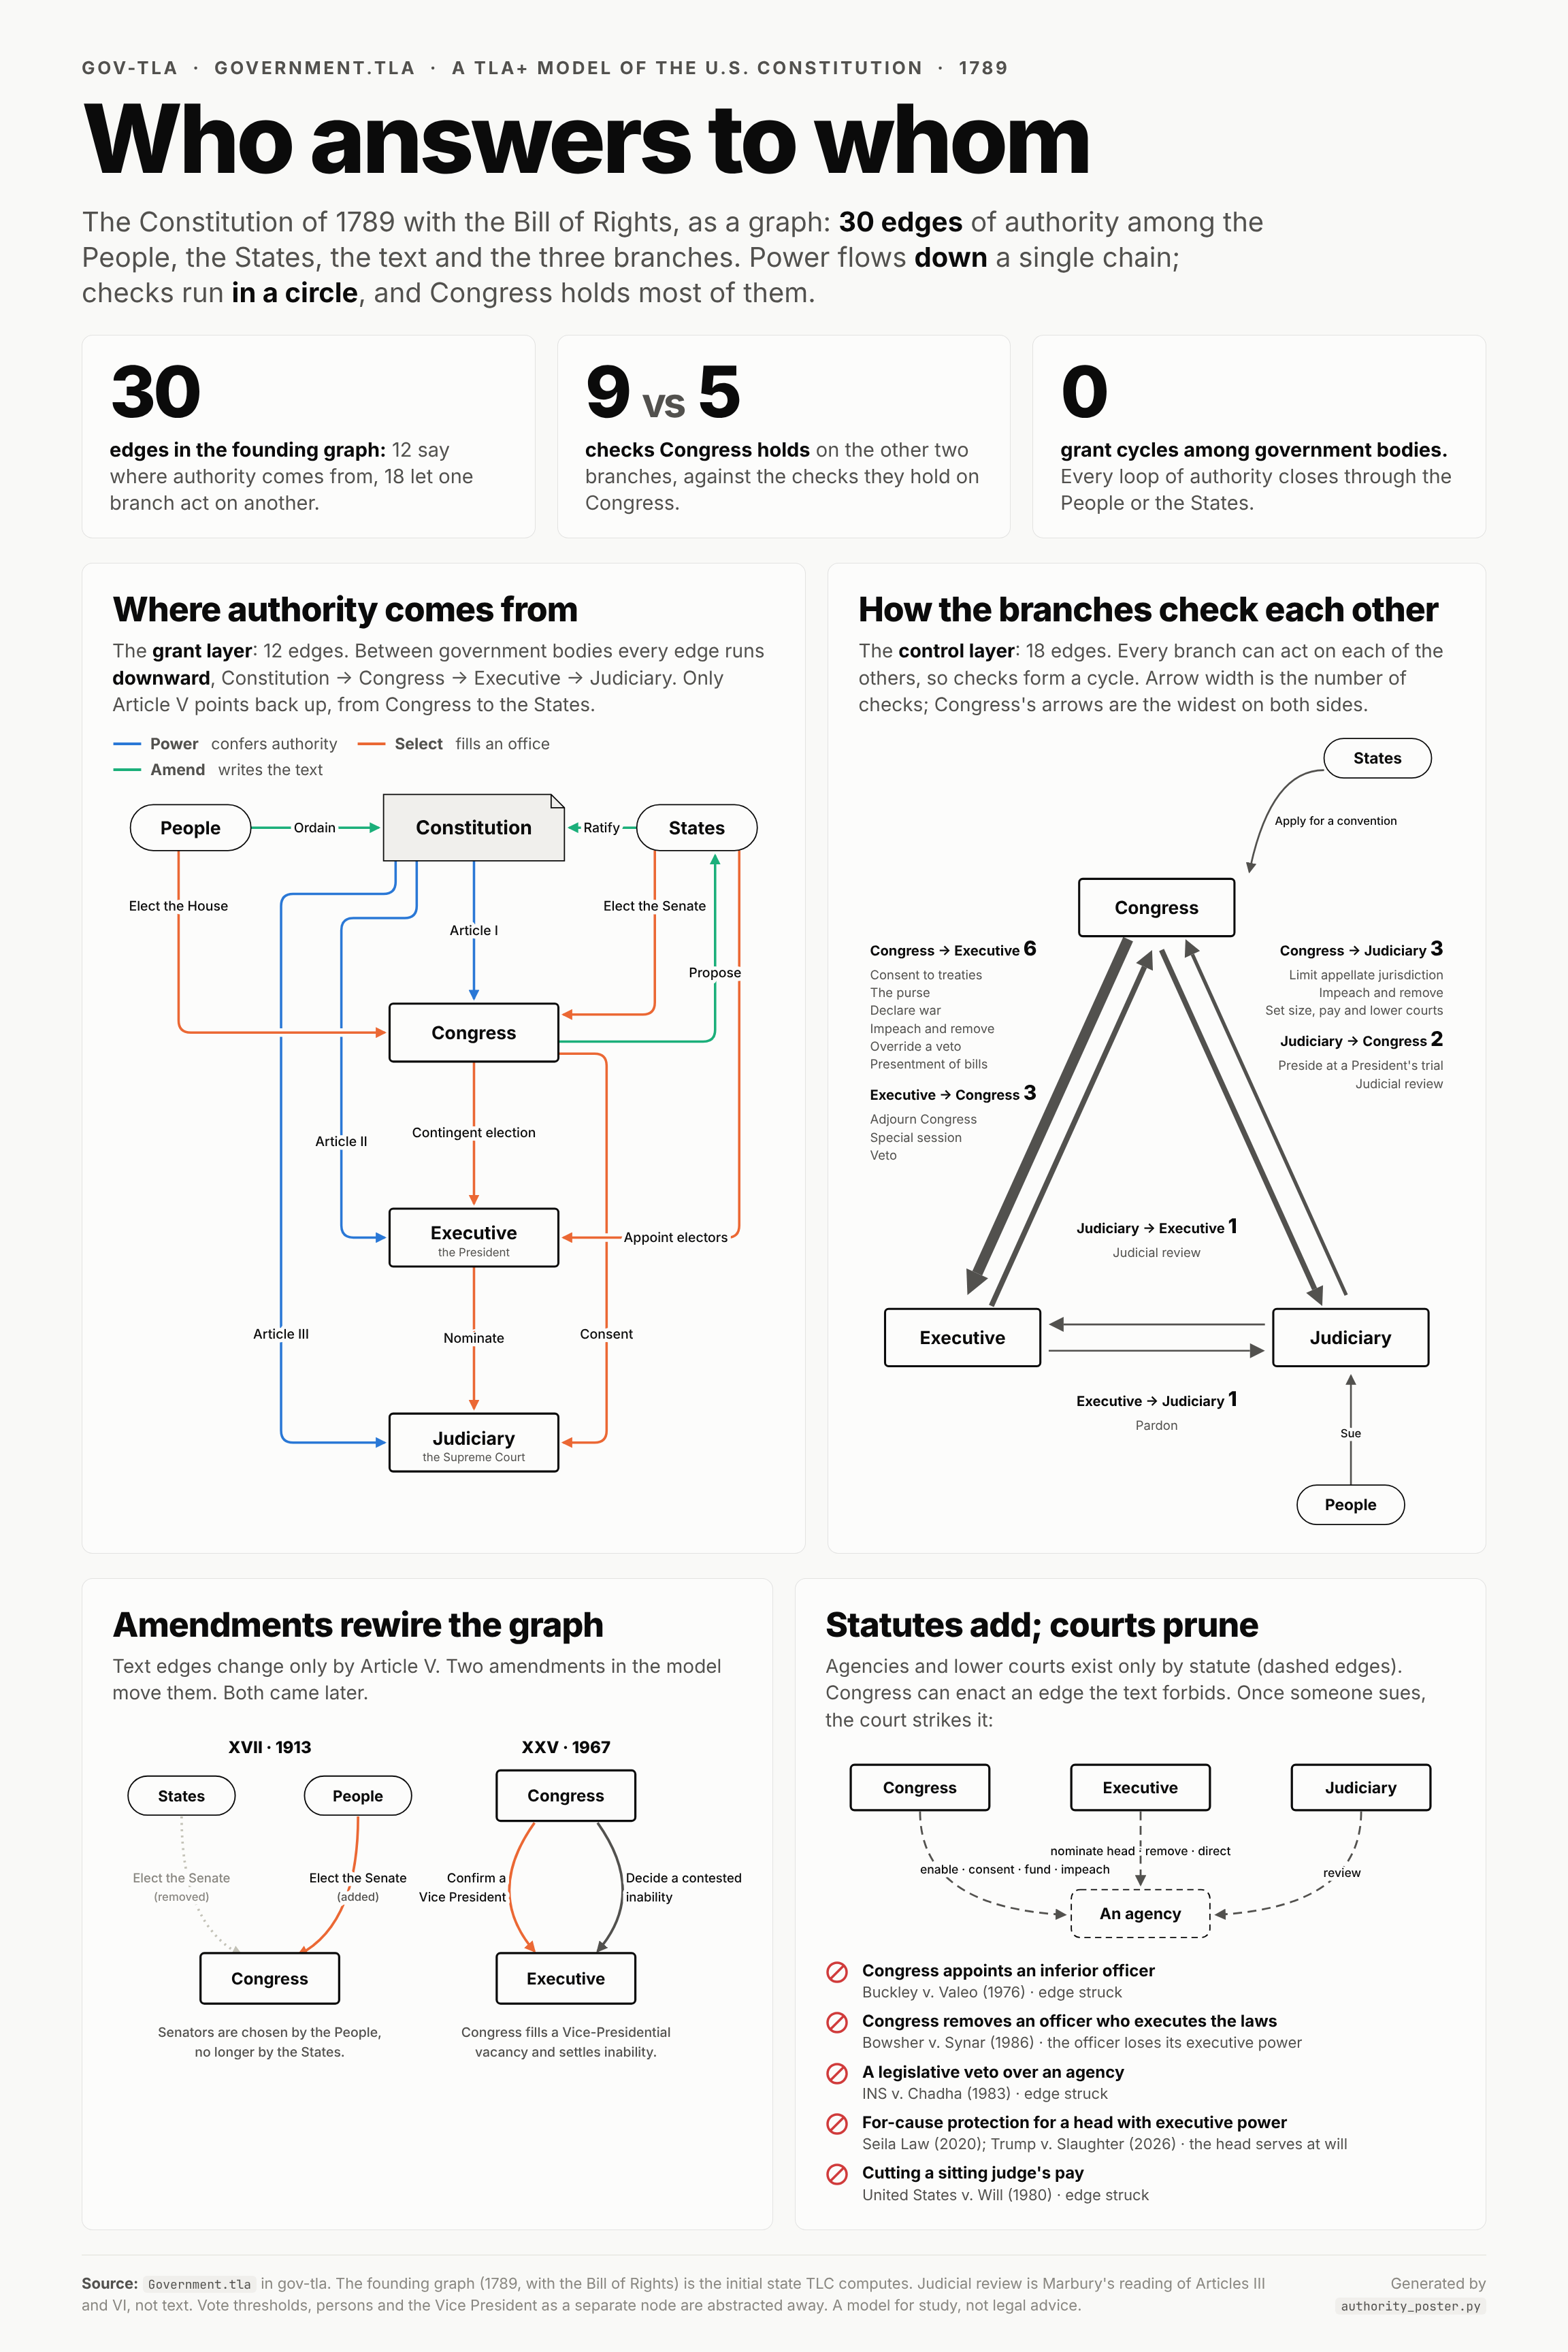 GOV-TLA · GOVERNMENT.TLA · A TLA+ MODEL OF THE U.S. CONSTITUTION · 1789
Who answers to whom
The Constitution of 1789 with the Bill of Rights, as a graph: 30 edges of authority among the
People, the States, the text and the three branches. Power flows down a single chain;
checks run in a circle, and Congress holds most of them.
30
edges in the founding graph: 12 say
where authority comes from, 18 let one
branch act on another.
9 vs 5
checks Congress holds on the other two
branches, against the checks they hold on
Congress.
0
grant cycles among government bodies.
Every loop of authority closes through the
People or the States.
Where authority comes from
The grant layer: 12 edges. Between government bodies every edge runs
downward, Constitution → Congress → Executive → Judiciary. Only
Article V points back up, from Congress to the States.
Power confers authority Select fills an office
Amend writes the text
People
Ordain
Constitution
Ratify
States
Elect the House
Elect the Senate
Article I
Propose
Congress
Contingent election
Article II
Executive
the President
Appoint electors
Article III
Nominate
Consent
Judiciary
the Supreme Court
How the branches check each other
The control layer: 18 edges. Every branch can act on each of the
others, so checks form a cycle. Arrow width is the number of
checks; Congress's arrows are the widest on both sides.
States
Apply for a convention
Congress
Congress → Executive 6
Consent to treaties
The purse
Declare war
Impeach and remove
Override a veto
Presentment of bills
Executive → Congress 3
Adjourn Congress
Special session
Veto
Congress → Judiciary 3
Limit appellate jurisdiction
Impeach and remove
Set size, pay and lower courts
Judiciary → Congress 2
Preside at a President's trial
Judicial review
Judiciary → Executive 1
Judicial review
Executive
Judiciary
Executive → Judiciary 1
Pardon
Sue
People
Amendments rewire the graph
Text edges change only by Article V. Two amendments in the model
move them. Both came later.
XVII · 1913
States
People
Elect the Senate
(removed)
Elect the Senate
(added)
Congress
Senators are chosen by the People,
no longer by the States.
XXV · 1967
Congress
Confirm a
Vice President
Decide a contested
inability
Executive
Congress fills a Vice-Presidential
vacancy and settles inability.
Statutes add; courts prune
Agencies and lower courts exist only by statute (dashed edges).
Congress can enact an edge the text forbids. Once someone sues,
the court strikes it:
Congress
Executive
Judiciary
nominate head · remove · direct
enable · consent · fund · impeach
review
An agency
Congress appoints an inferior officer
Buckley v. Valeo (1976) · edge struck
Congress removes an officer who executes the laws
Bowsher v. Synar (1986) · the officer loses its executive power
A legislative veto over an agency
INS v. Chadha (1983) · edge struck
For-cause protection for a head with executive power
Seila Law (2020); Trump v. Slaughter (2026) · the head serves at will
Cutting a sitting judge's pay
United States v. Will (1980) · edge struck
Source: Government.tla in gov-tla. The founding graph (1789, with the Bill of Rights) is the initial state TLC computes. Judicial review is Marbury's reading of Articles III
and VI, not text. Vote thresholds, persons and the Vice President as a separate node are abstracted away. A model for study, not legal advice.
Generated by
authority_poster.py